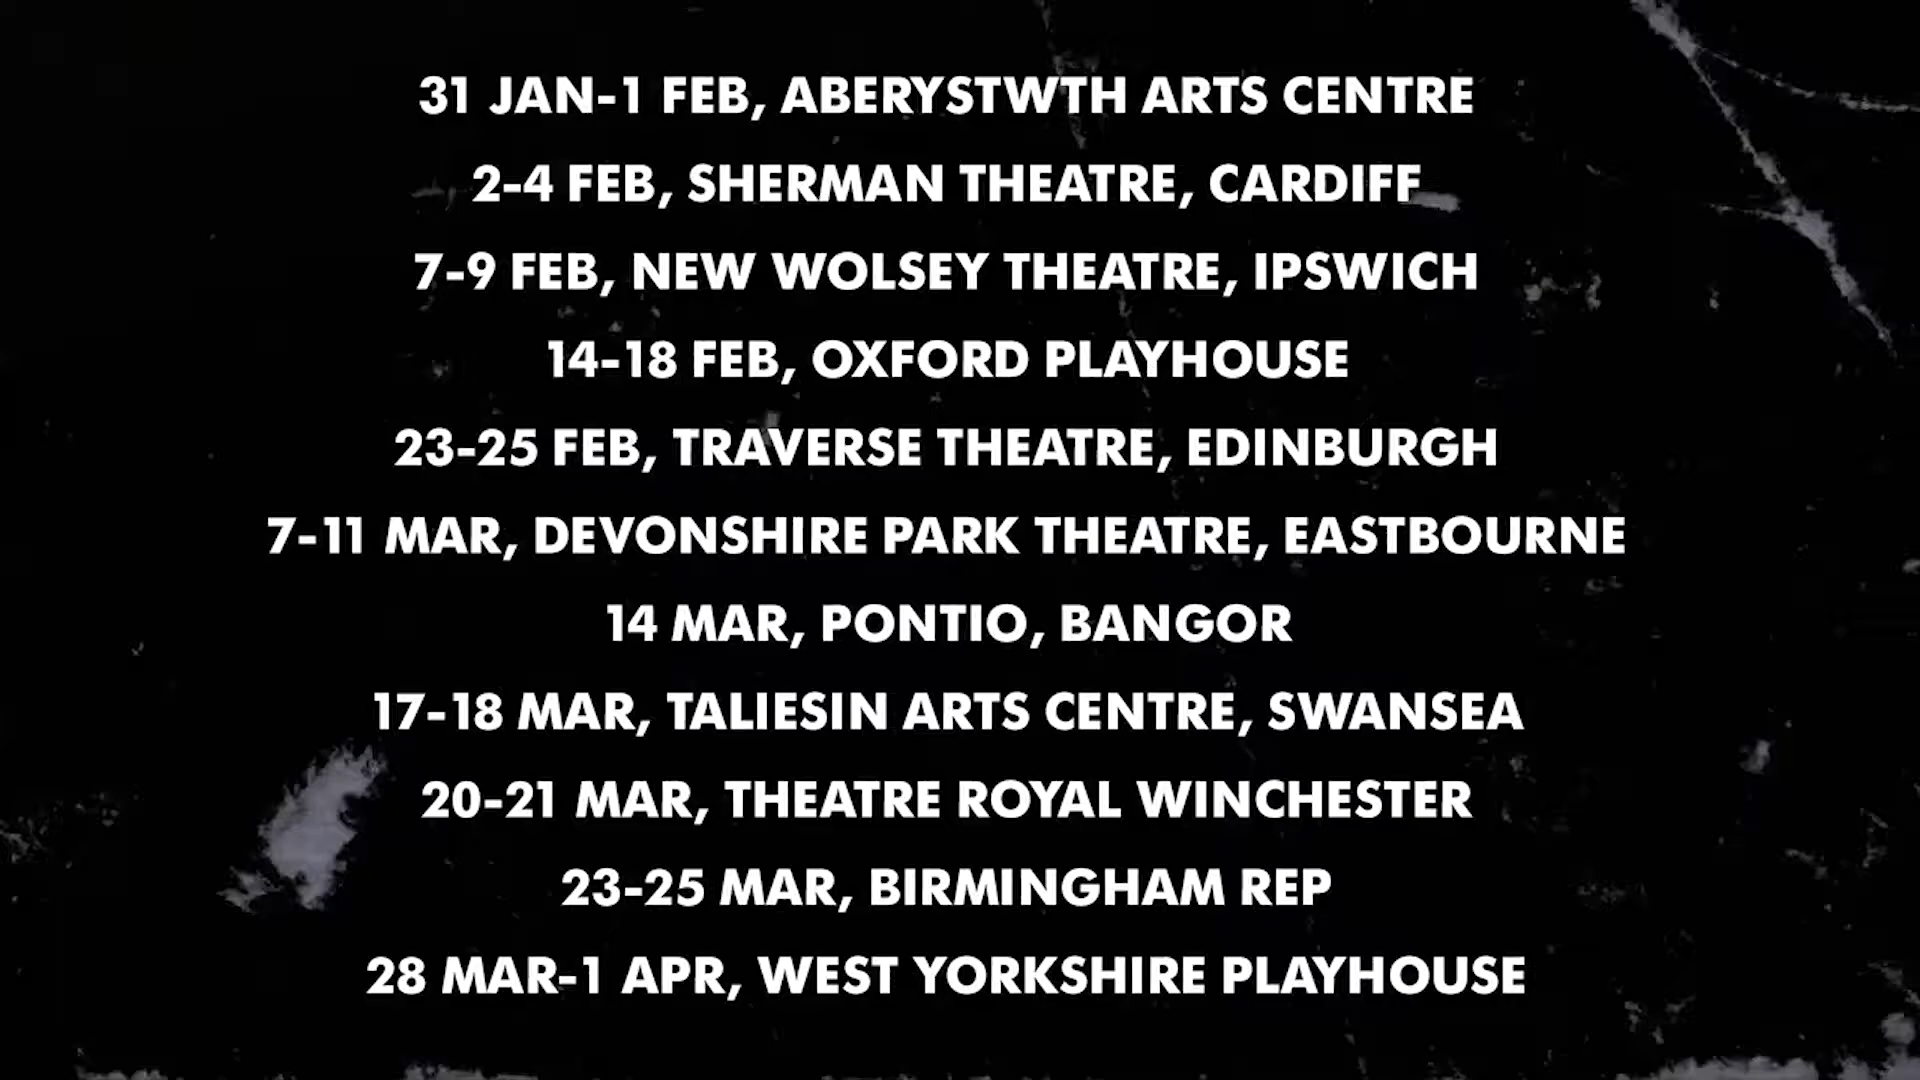 31 JAN-1 FEB, ABERYSTWTH ARTS CENTRE
2-4 FEB, SHERMAN THEATRE, CARDIFF
7-9 FEB, NEW WOLSEY THEATRE, IPSWICH
14-18 FEB, OXFORD PLAYHOUSE
23-25 FEB, TRAVERSE THEATRE, EDINBURGH
7-11 MAR, DEVONSHIRE PARK THEATRE, EASTBOURNE
14 MAR, PONTIO, BANGOR
17-18 MAR, TALIESIN ARTS CENTRE, SWANSEA
20-21 MAR, THEATRE ROYAL WINCHESTER
23-25 MAR, BIRMINGHAM REP
28 MAR-1 APR, WEST YORKSHIRE PLAYHOUSE